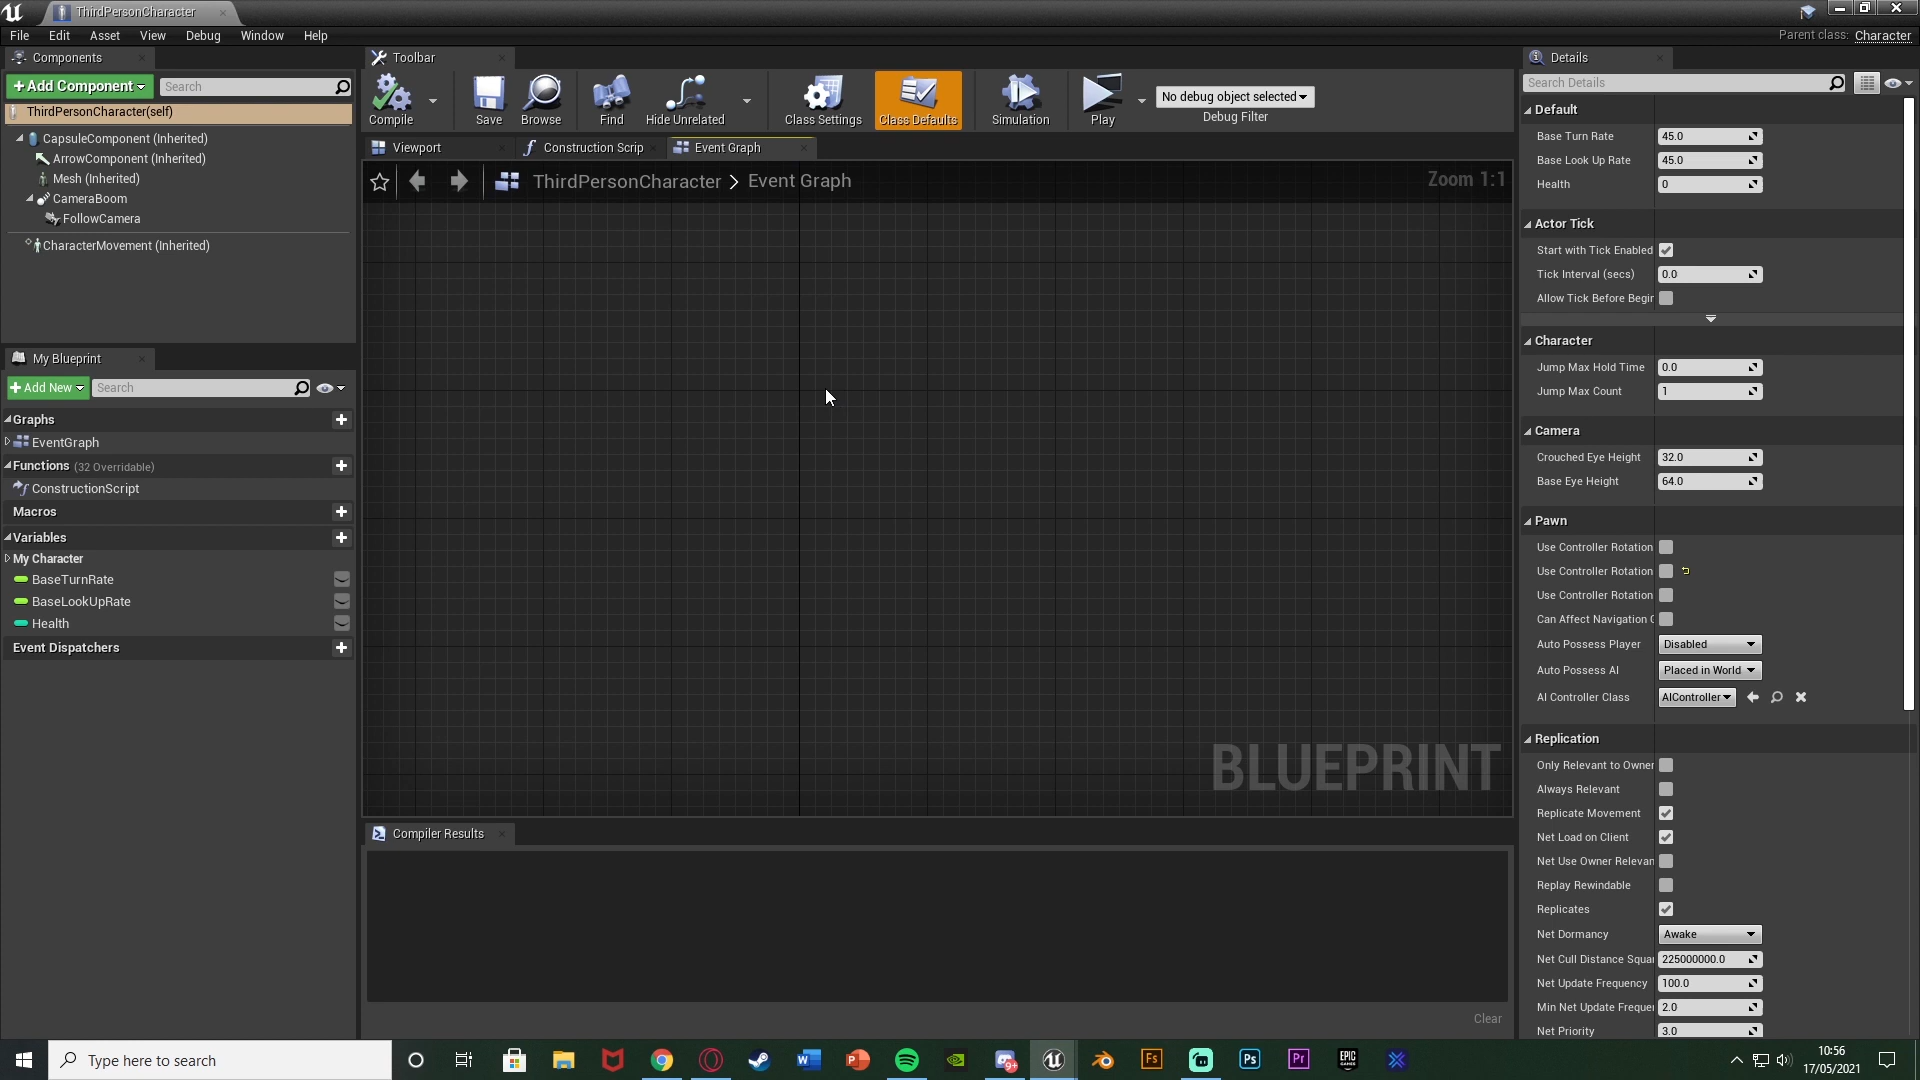 ThirdPersonCharacter
File Edit Asset View Debug Window Help
Parent class: Character
Components
+Add Component
Search
ThirdPersonCharacter(self)
CapsuleComponent (Inherited)
ArrowComponent (Inherited)
Mesh (Inherited)
CameraBoom
FollowCamera
CharacterMovement (Inherited)
My Blueprint
+Add New
Search
Graphs
EventGraph
Functions (32 Overridable)
ConstructionScript
Macros
Variables
My Character
BaseTurnRate
BaseLookUpRate
Health
Event Dispatchers
Toolbar
Compile
Save
Browse
Find
Hide Unrelated
Class Settings
Class Defaults
Simulation
Play
No debug object selected
Debug Filter
Viewport
Construction Scrip
Event Graph
ThirdPersonCharacter > Event Graph
Zoom 1:1
BLUEPRINT
Compiler Results
Clear
Details
Search Details
Default
Base Turn Rate 45.0
Base Look Up Rate 45.0
Health 0
Actor Tick
Start with Tick Enabled
Tick Interval (secs) 0.0
Allow Tick Before Begin
Character
Jump Max Hold Time 0.0
Jump Max Count 1
Camera
Crouched Eye Height 32.0
Base Eye Height 64.0
Pawn
Use Controller Rotation
Use Controller Rotation
Use Controller Rotation
Can Affect Navigation
Auto Possess Player Disabled
Auto Possess AI Placed in World
AI Controller Class AIController
Replication
Only Relevant to Owner
Always Relevant
Replicate Movement
Net Load on Client
Net Use Owner Relevan
Replay Rewindable
Replicates
Net Dormancy Awake
Net Cull Distance Squa 225000000.0
Net Update Frequency 100.0
Min Net Update Freque 2.0
Net Priority 3.0
Type here to search
W
P
9+
Fs
Ps
Pr
EPIC GAMES
10:56
17/05/2021